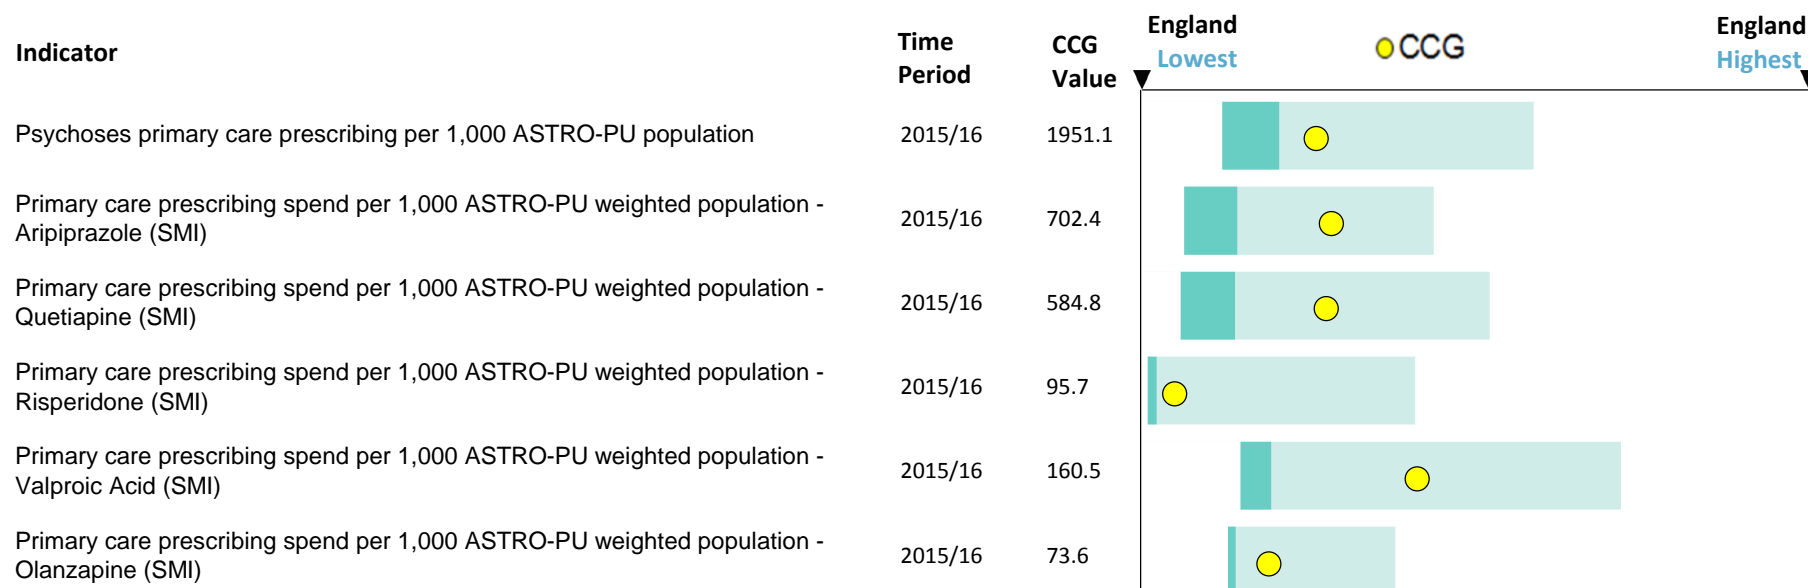 Indicator
Time
Period
CCG
Value
England
Lowest
CCG
England
Highest
Psychoses primary care prescribing per 1,000 ASTRO-PU population
2015/16
1951.1
Primary care prescribing spend per 1,000 ASTRO-PU weighted population -
Aripiprazole (SMI)
2015/16
702.4
Primary care prescribing spend per 1,000 ASTRO-PU weighted population -
Quetiapine (SMI)
2015/16
584.8
Primary care prescribing spend per 1,000 ASTRO-PU weighted population -
Risperidone (SMI)
2015/16
95.7
Primary care prescribing spend per 1,000 ASTRO-PU weighted population -
Valproic Acid (SMI)
2015/16
160.5
Primary care prescribing spend per 1,000 ASTRO-PU weighted population -
Olanzapine (SMI)
2015/16
73.6